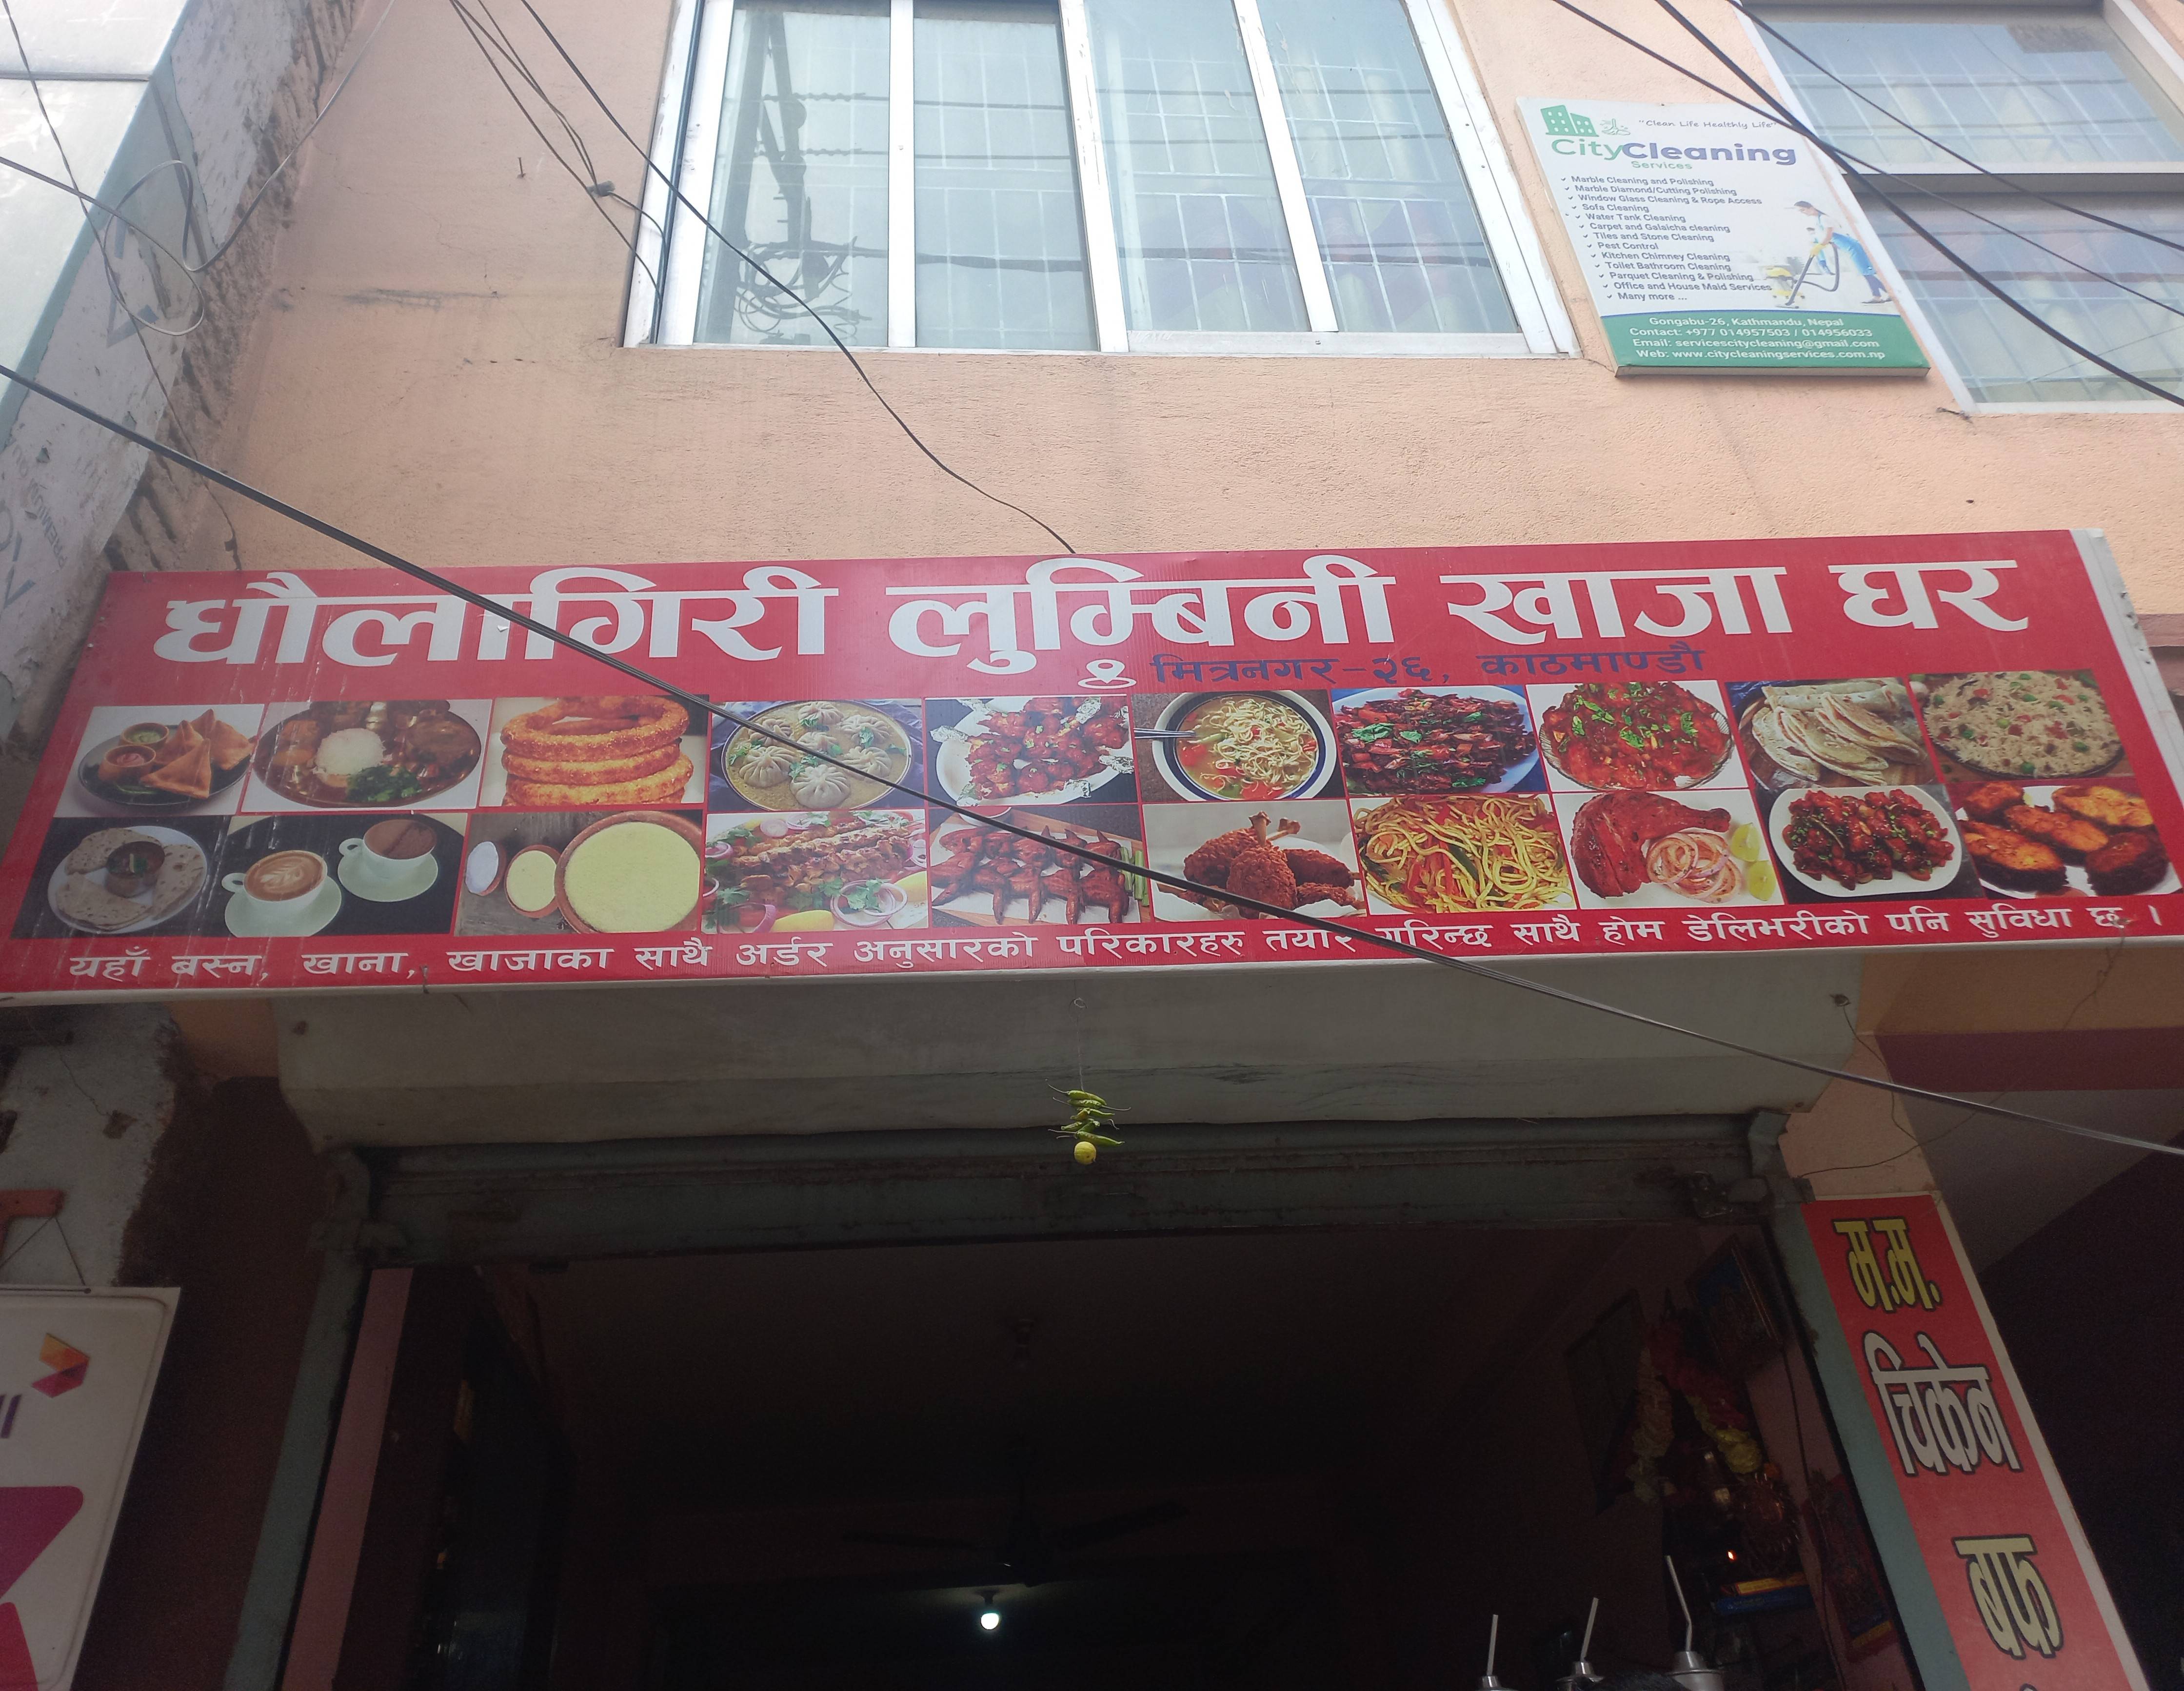 "Clean Life Healthly Life"
CityCleaning
Services
Marble Cleaning and Polishing
Marble Diamond/Cutting Polishing
Window Glass Cleaning & Rope Access
Sofa Cleaning
Water Tank Cleaning
Carpet and Galaicha cleaning
Tiles and Stone Cleaning
Pest Control
Kitchen Chimney Cleaning
Toilet Bathroom Cleaning
Parquet Cleaning & Polishing
Office and House Maid Services
Many more ...
Gongabu-26, Kathmandu, Nepal
Contact: +977 014957503 / 014956033
Email: servicescitycleaning@gmail.com
Web: www.citycleaningservices.com.np
धौलागिरी लुम्बिनी खाजा घर
मित्रनगर-२६, काठमाण्डौ
यहाँ बस्न, खाना, खाजाका साथै अर्डर अनुसारको परिकारहरु तयार गरिन्छ साथै होम डेलिभरीको पनि सुविधा छ ।
म.म.
चिकेन
बफ